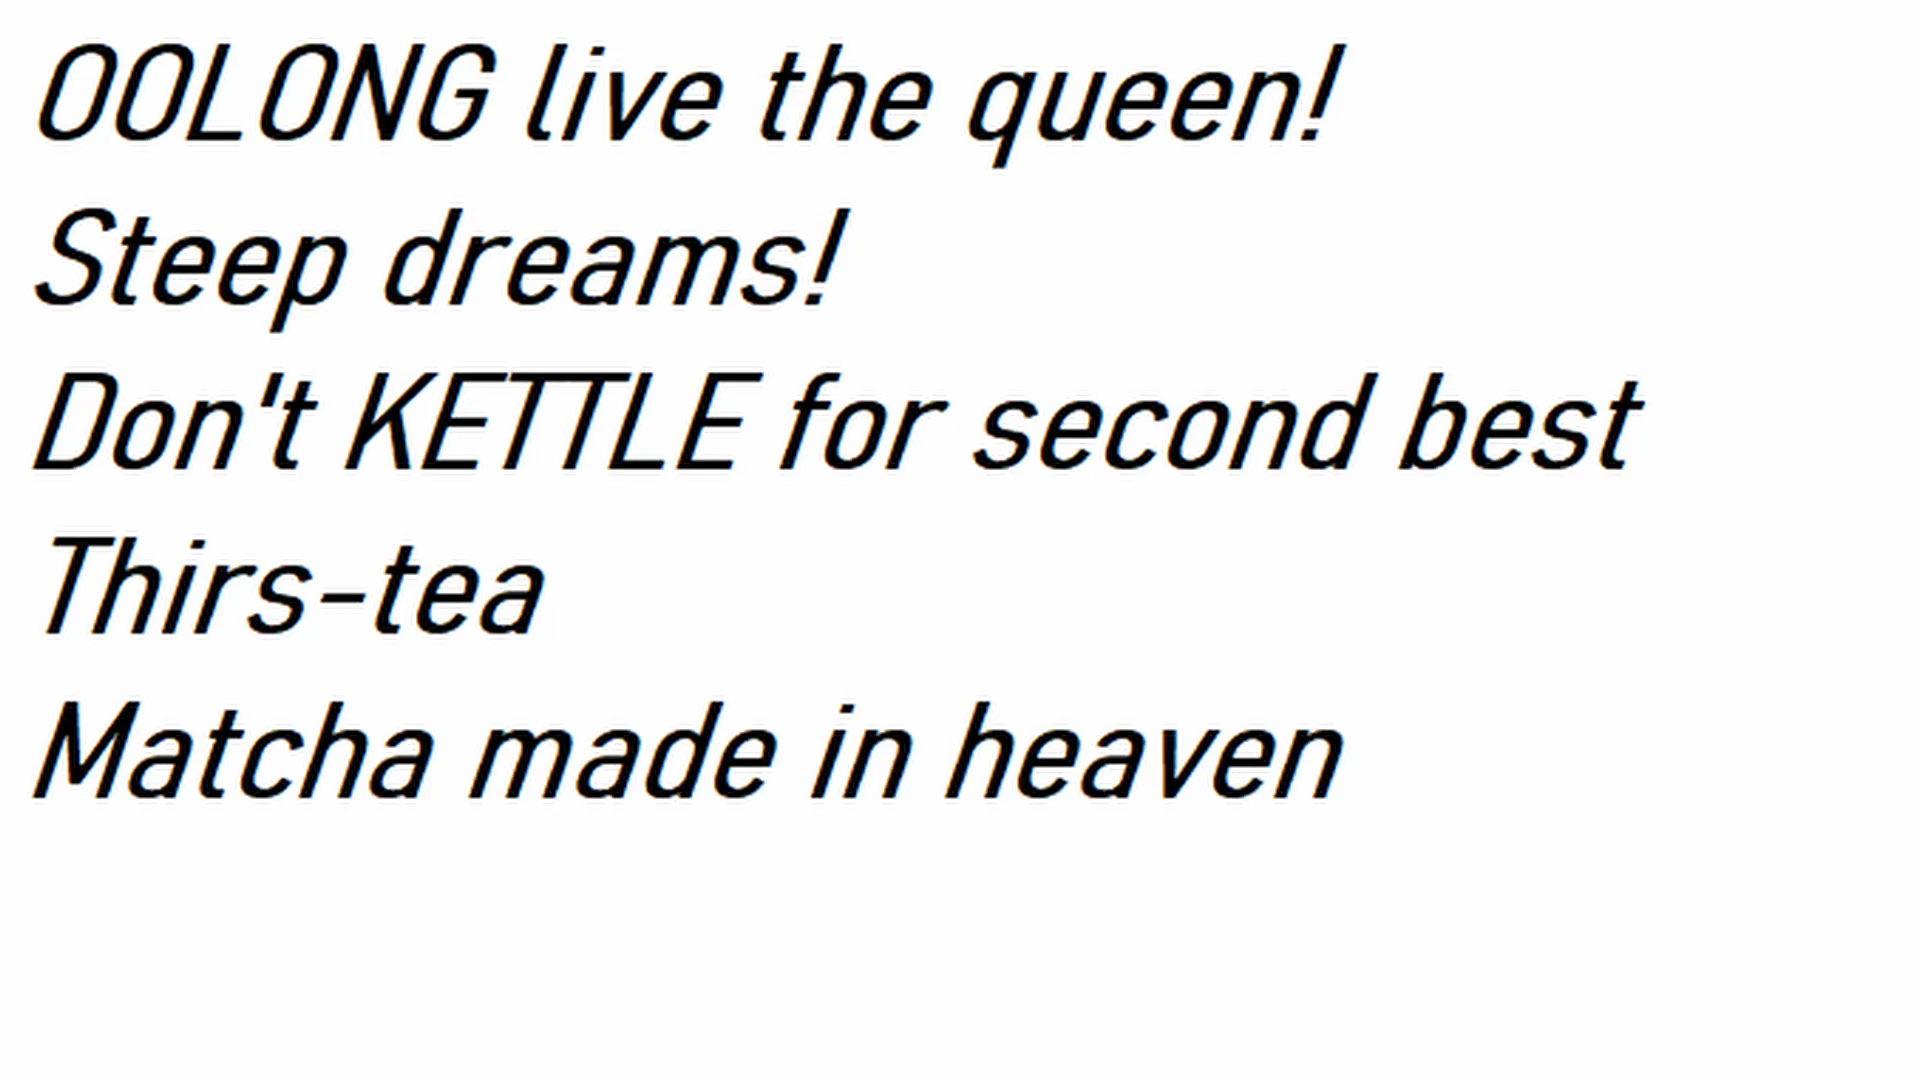 OOLONG live the queen!
Steep dreams!
Don't KETTLE for second best
Thirs-tea
Matcha made in heaven